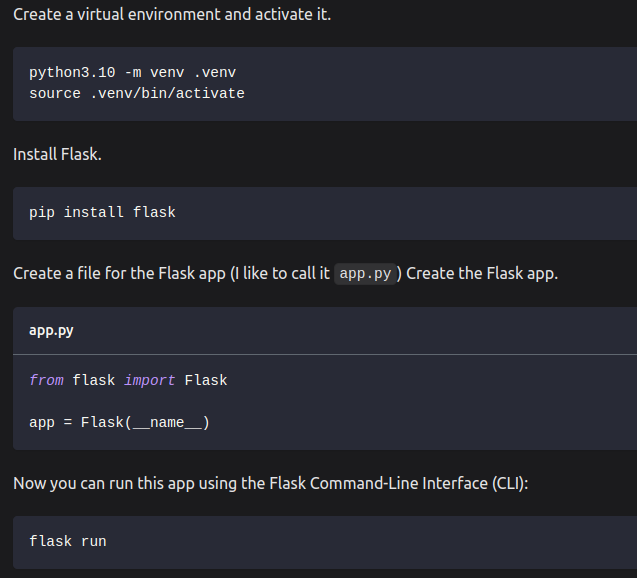 Create a virtual environment and activate it.
python3.10 -m venv .venv
source .venv/bin/activate
Install Flask.
pip install flask
Create a file for the Flask app (I like to call it app.py) Create the Flask app.
app.py
from flask import Flask
app = Flask(__name__)
Now you can run this app using the Flask Command-Line Interface (CLI):
flask run